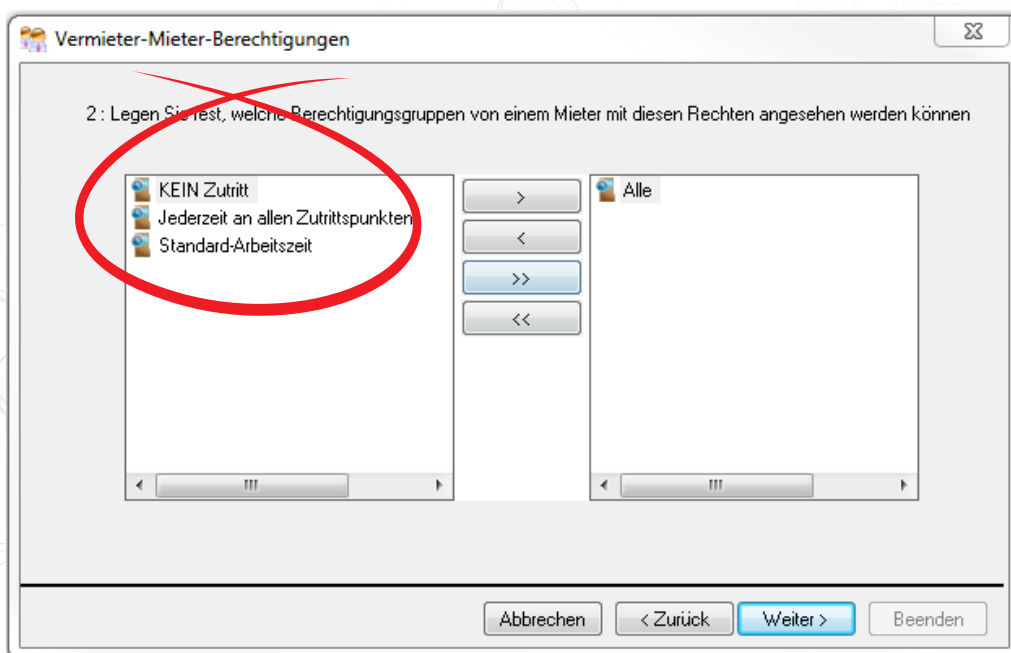 Vermieter-Mieter-Berechtigungen
2 : Legen Sie fest, welche Berechtigungsgruppen von einem Mieter mit diesen Rechten angesehen werden können
KEIN Zutritt
Jederzeit an allen Zutrittspunkten
Standard-Arbeitszeit
>
<
>>
<<
Alle
Abbrechen
< Zurück
Weiter >
Beenden